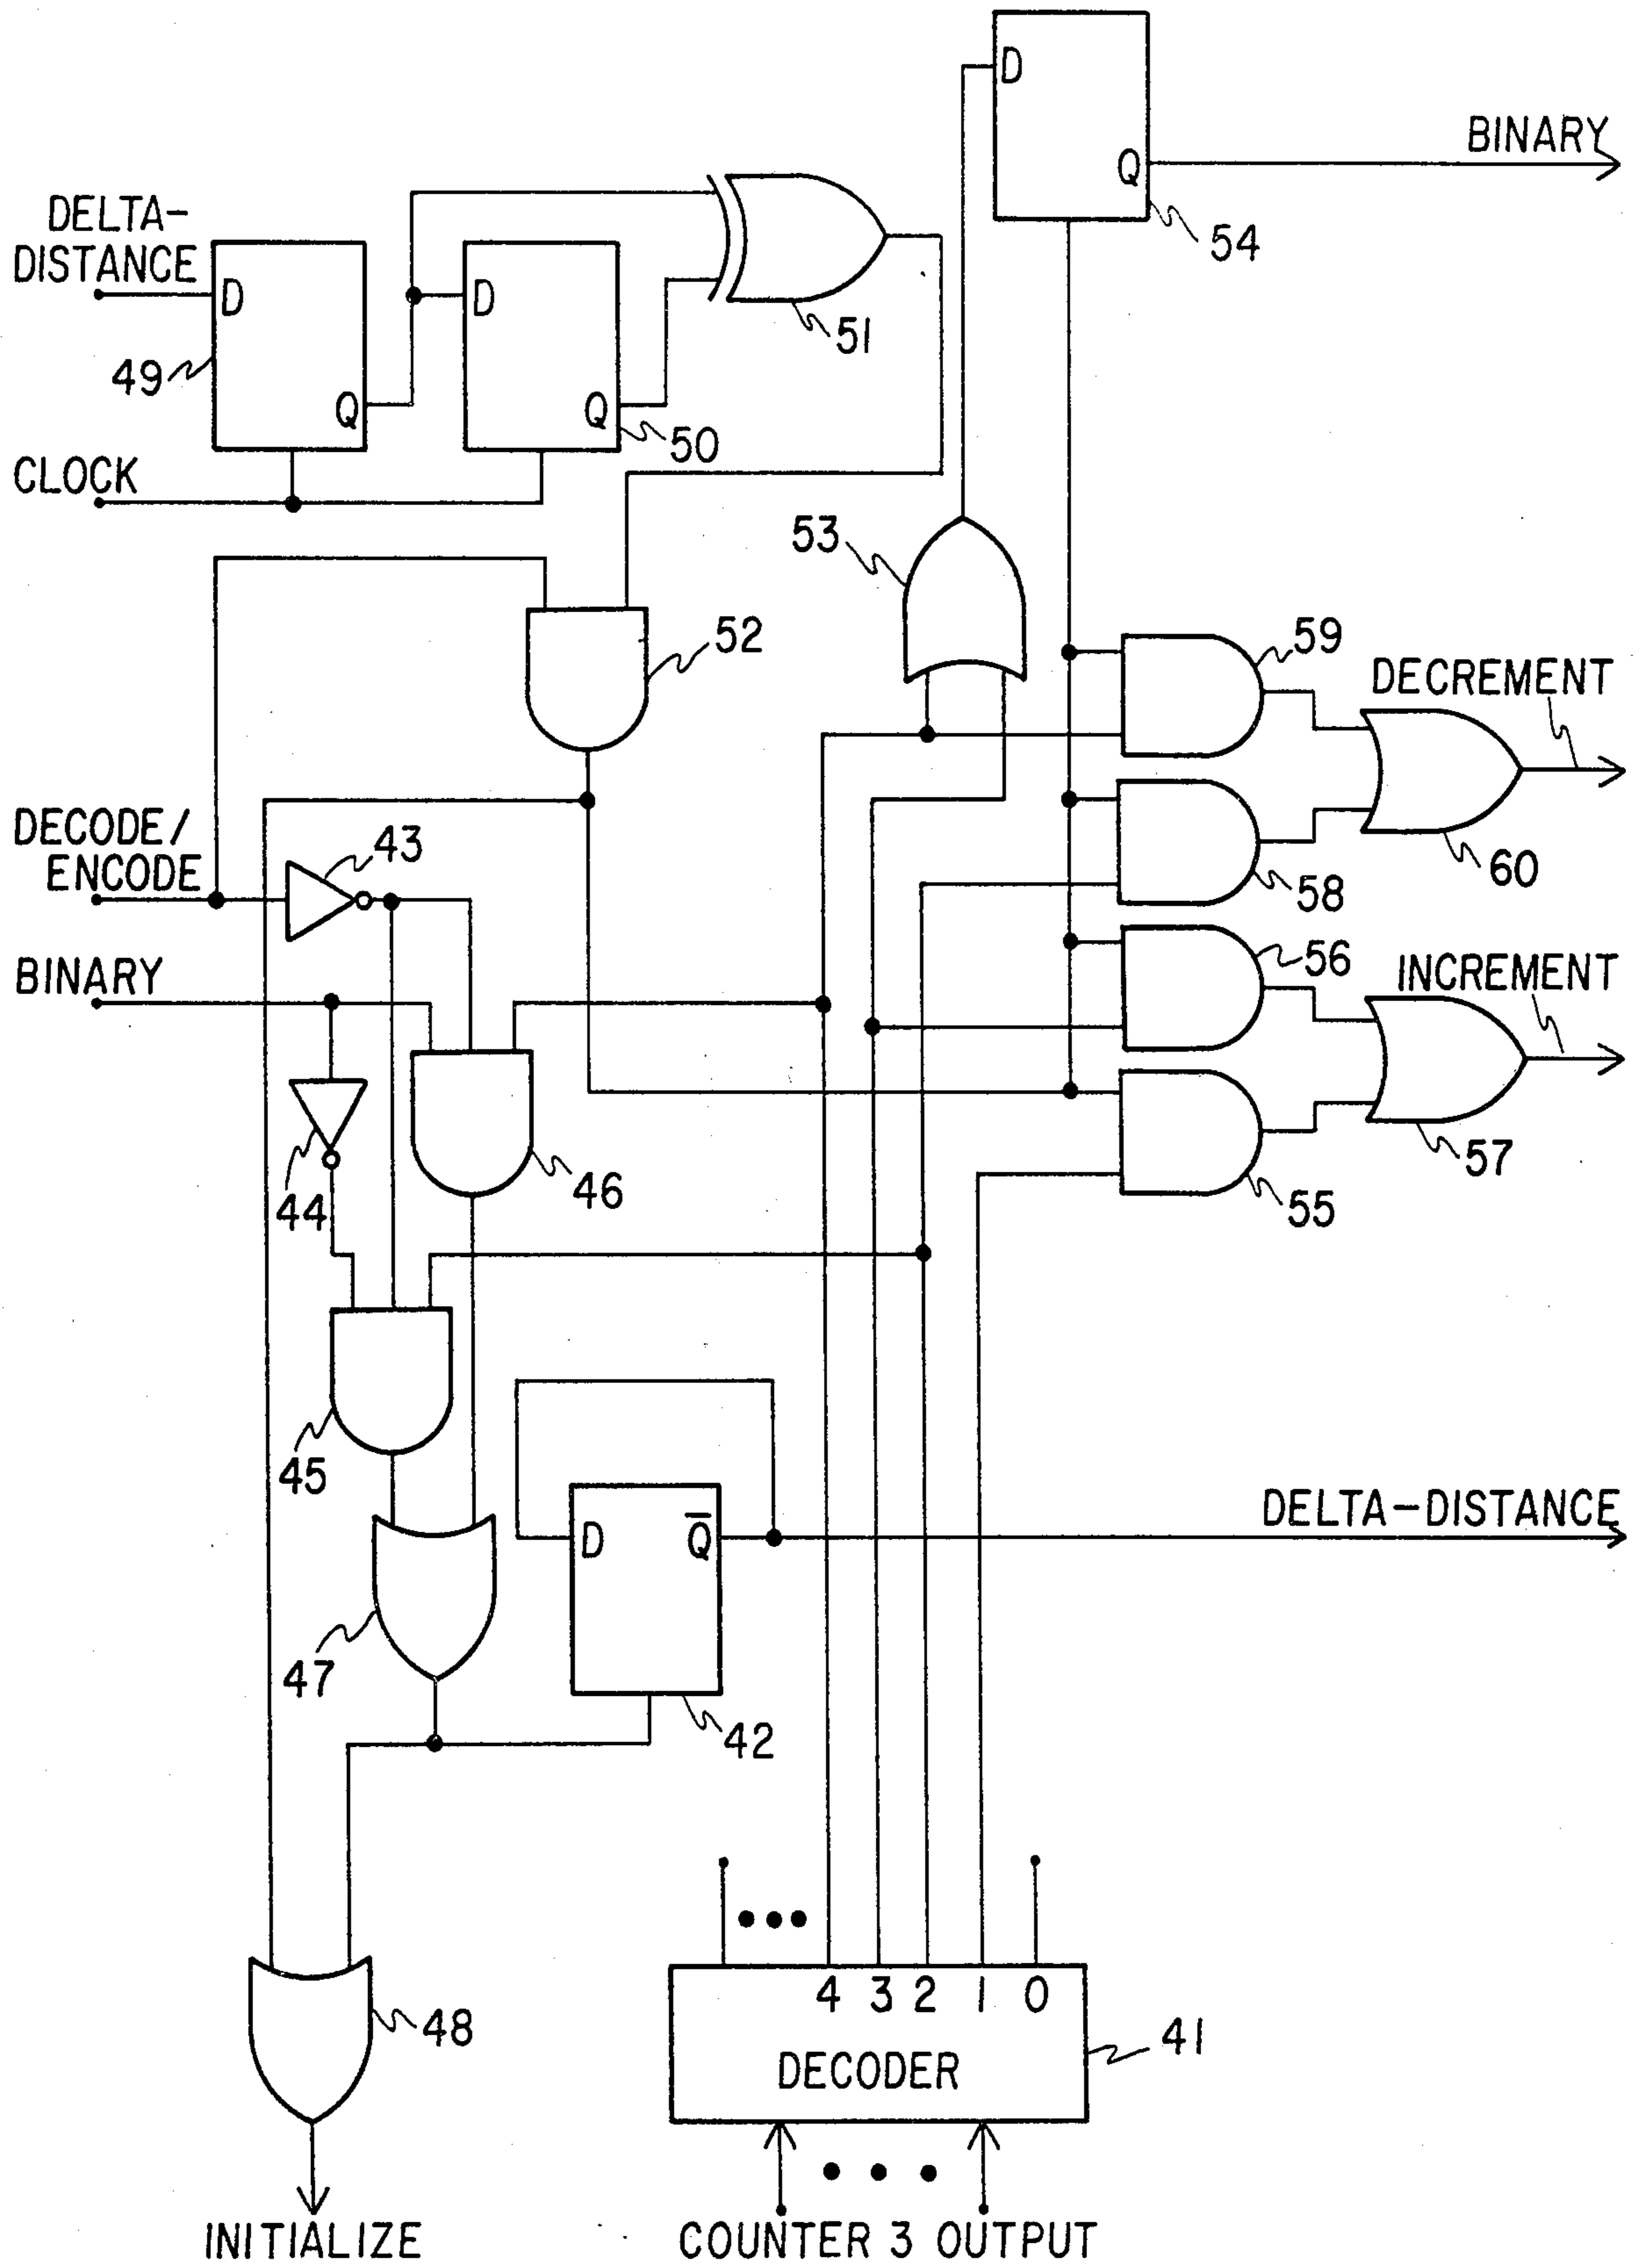 D
BINARY
Q
54
DELTA-
DISTANCE
D
D
51
49
Q
Q
50
CLOCK
53
52
59
DECREMENT
DECODE/
ENCODE
43
60
58
BINARY
56
INCREMENT
44
46
57
55
45
DELTA-DISTANCE
D
Q̅
47
42
4 3 2 1 0
48
41
DECODER
INITIALIZE
COUNTER 3 OUTPUT